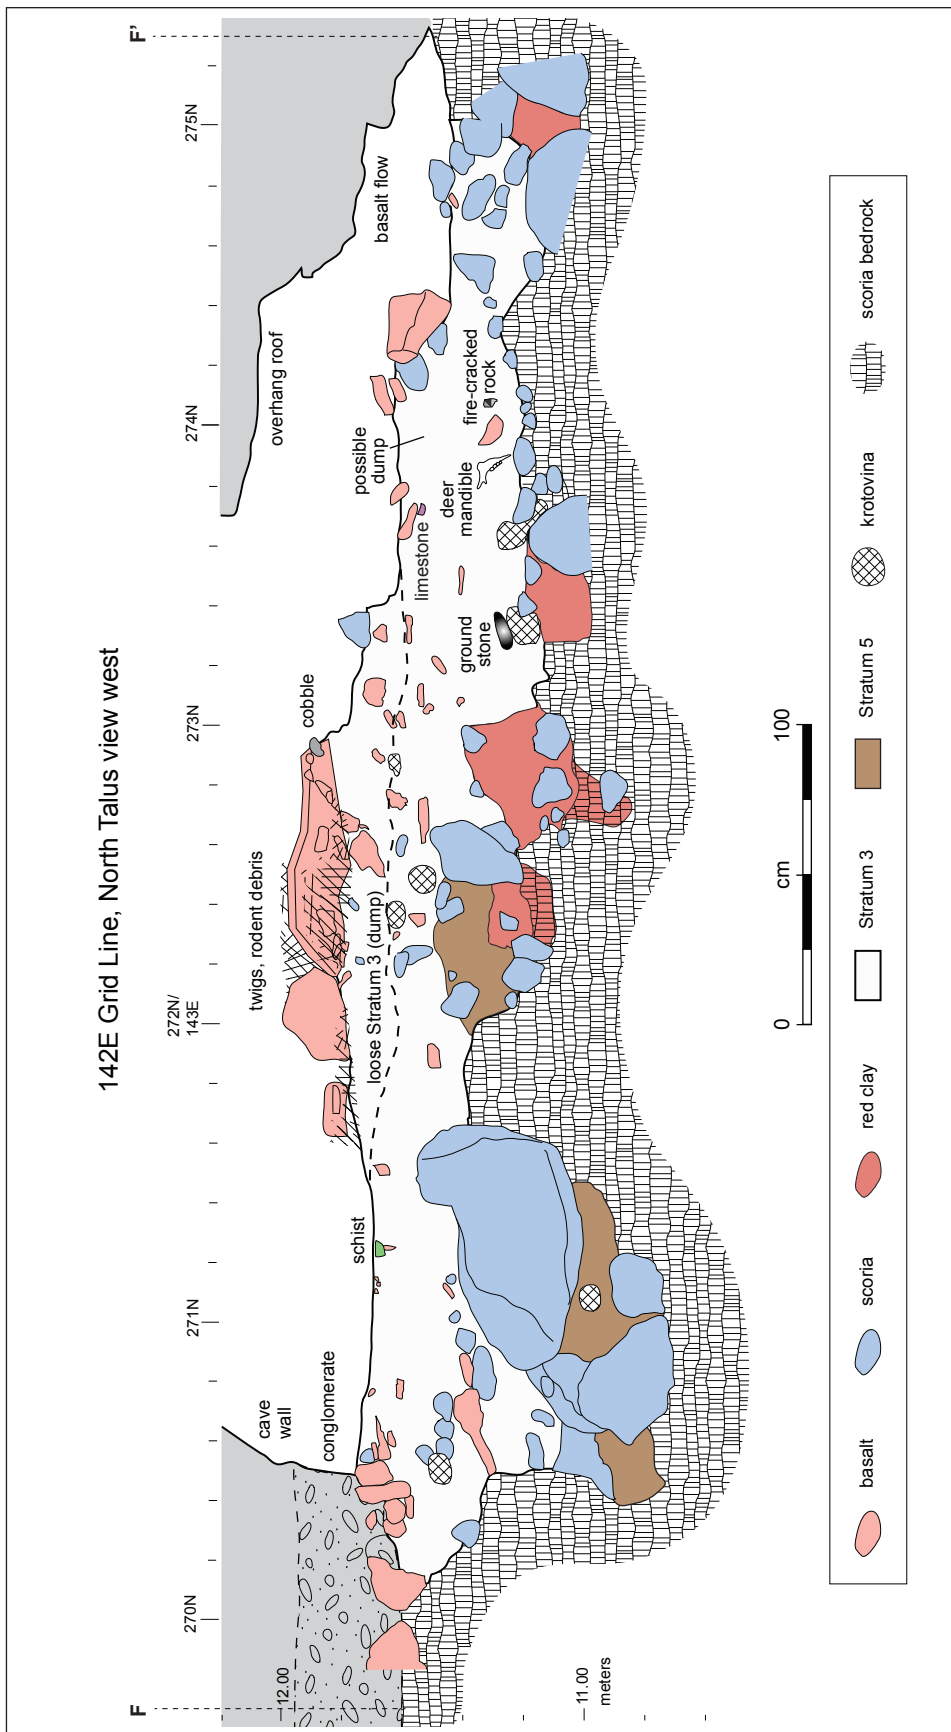 142E Grid Line, North Talus view west
F
F'
270N
271N
272N/
143E
273N
274N
275N
12.00
11.00
meters
cave
wall
conglomerate
schist
twigs, rodent debris
loose Stratum 3 (dump)
cobble
ground
stone
limestone
deer
mandible
possible
dump
fire-cracked
rock
overhang roof
basalt flow
0
cm
100
basalt
scoria
red clay
Stratum 3
Stratum 5
krotovina
scoria bedrock